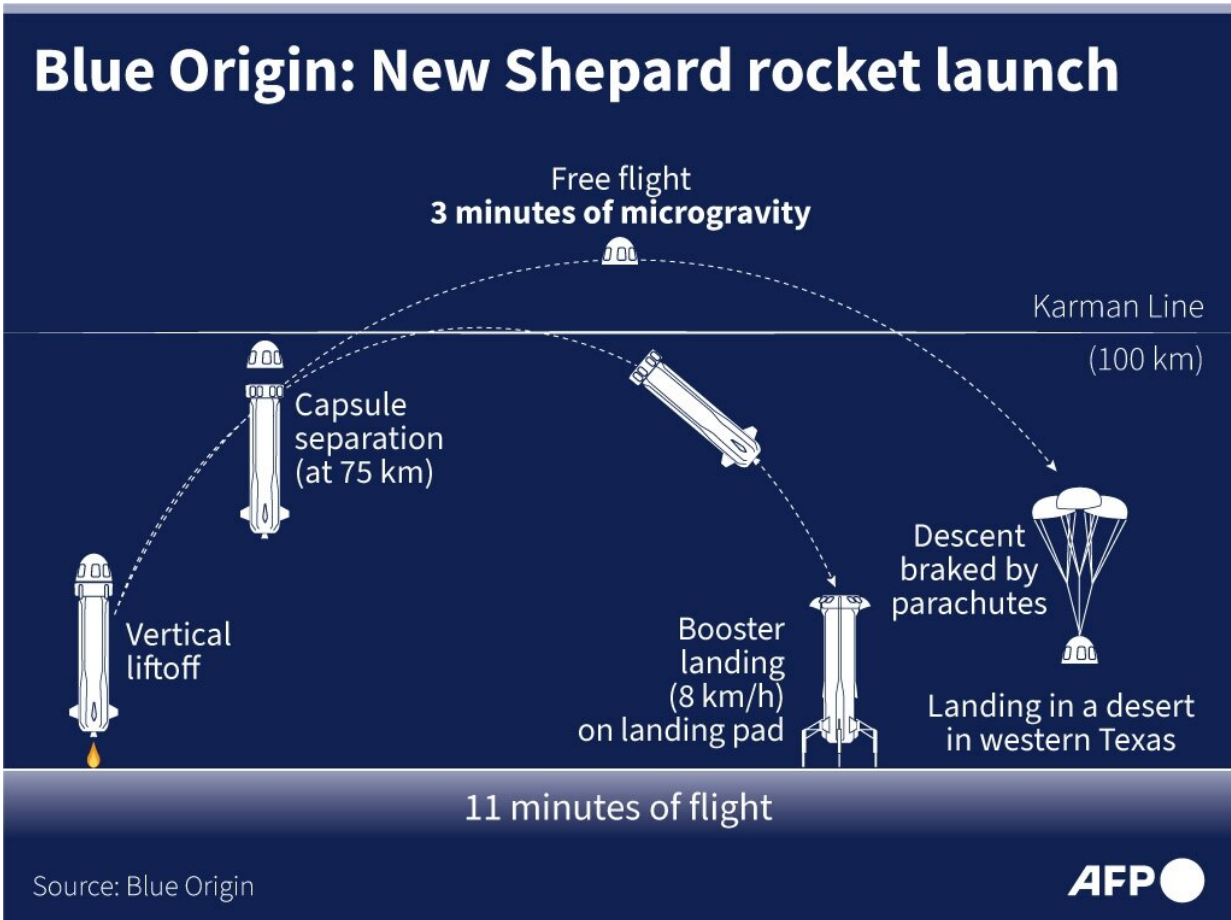 Blue Origin: New Shepard rocket launch
Free flight
3 minutes of microgravity
Karman Line
(100 km)
Capsule
separation
(at 75 km)
Vertical
liftoff
Booster
landing
(8 km/h)
on landing pad
Descent
braked by
parachutes
Landing in a desert
in western Texas
11 minutes of flight
Source: Blue Origin
AFP